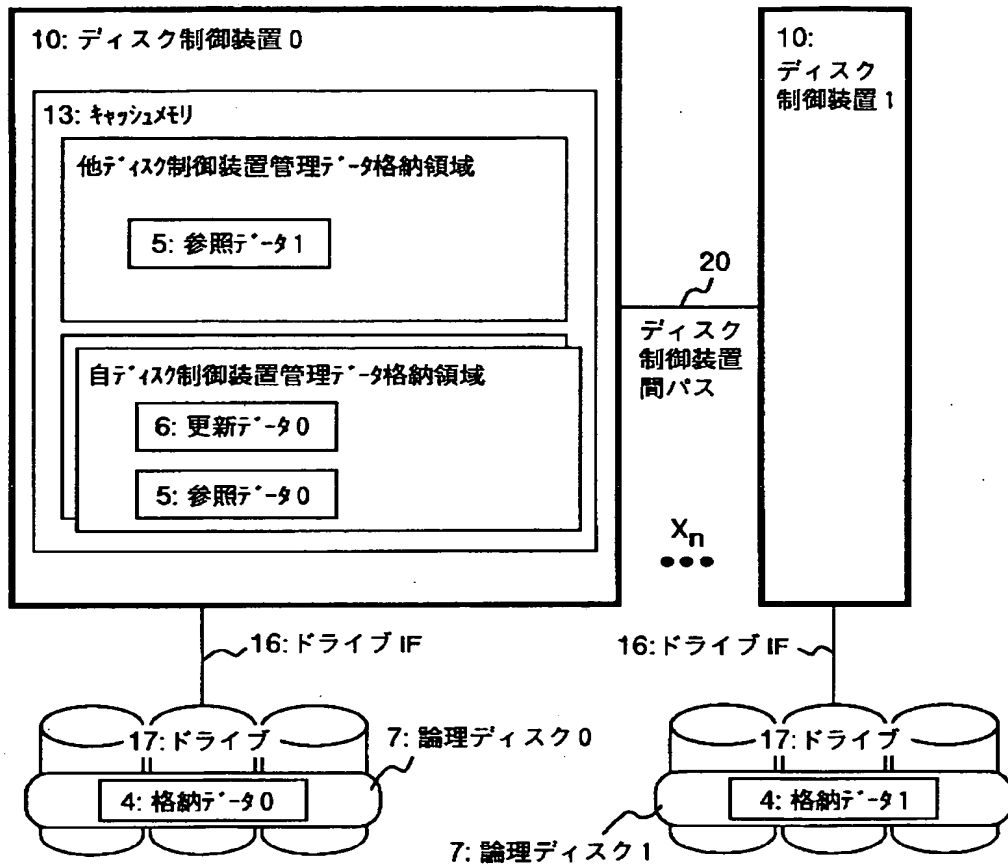 10: ディスク制御装置0
13: キャッシュメモリ
他ディスク制御装置管理データ格納領域
5: 参照データ1
自ディスク制御装置管理データ格納領域
6: 更新データ0
5: 参照データ0
10:
ディスク
制御装置1
20
ディスク
制御装置
間パス
Xn
•••
16:ドライブIF
16:ドライブIF
17:ドライブ
7: 論理ディスク0
4: 格納データ0
17:ドライブ
4: 格納データ1
7: 論理ディスク1